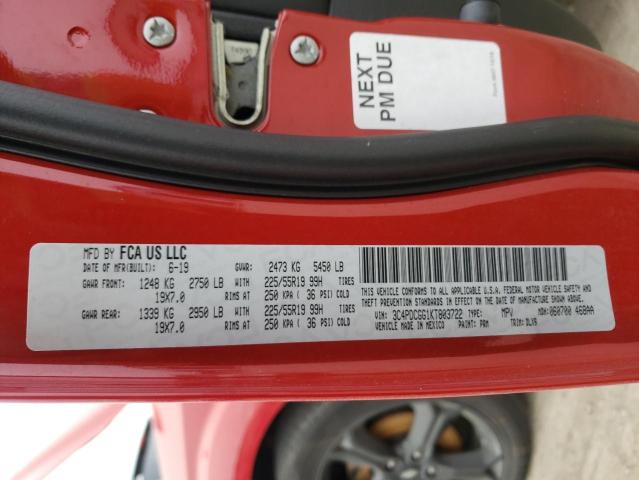 NEXT
PM DUE
MFD BY FCA US LLC
DATE OF MFR(BUILT): 6-19 GVWR: 2473 KG 5450 LB
GAWR FRONT: 1248 KG 2750 LB WITH 225/55R19 99H TIRES
19X7.0 RIMS AT 250 KPA ( 36 PSI) COLD
GAWR REAR: 1339 KG 2950 LB WITH 225/55R19 99H TIRES
19X7.0 RIMS AT 250 KPA ( 36 PSI) COLD
THIS VEHICLE CONFORMS TO ALL APPLICABLE U.S.A. FEDERAL MOTOR VEHICLE SAFETY AND
THEFT PREVENTION STANDARDS IN EFFECT ON THE DATE OF MANUFACTURE SHOWN ABOVE.
VIN: 3C4PDCGG1KT803722 TYPE: MPV MDH: 060700 468AA
VEHICLE MADE IN MEXICO PAINT: PRM TRIM: DLX9